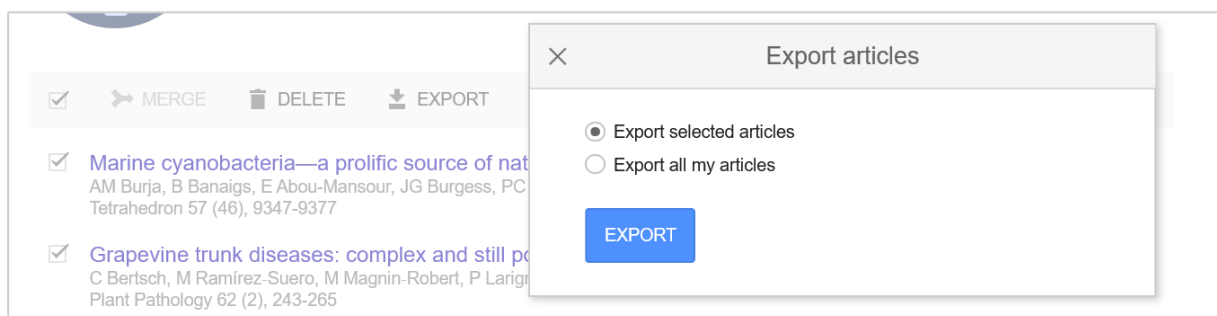 Export articles
MERGE DELETE EXPORT
Export selected articles
Export all my articles
EXPORT
Marine cyanobacteria—a prolific source of nat
AM Burja, B Banaigs, E Abou-Mansour, JG Burgess, PC
Tetrahedron 57 (46), 9347-9377
Grapevine trunk diseases: complex and still po
C Bertsch, M Ramírez-Suero, M Magnin-Robert, P Larign
Plant Pathology 62 (2), 243-265